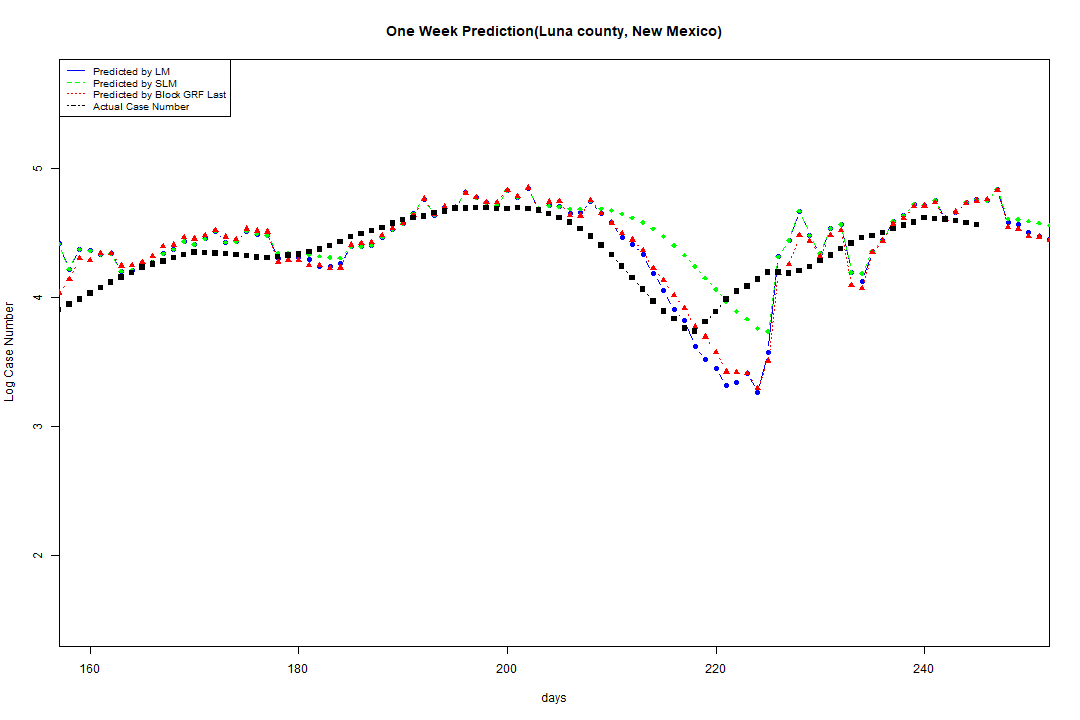 One Week Prediction(Luna county, New Mexico)
Predicted by LM
Predicted by SLM
Predicted by Block GRF Last
Actual Case Number
5
4
3
2
Log Case Number
160 180 200 220 240
days